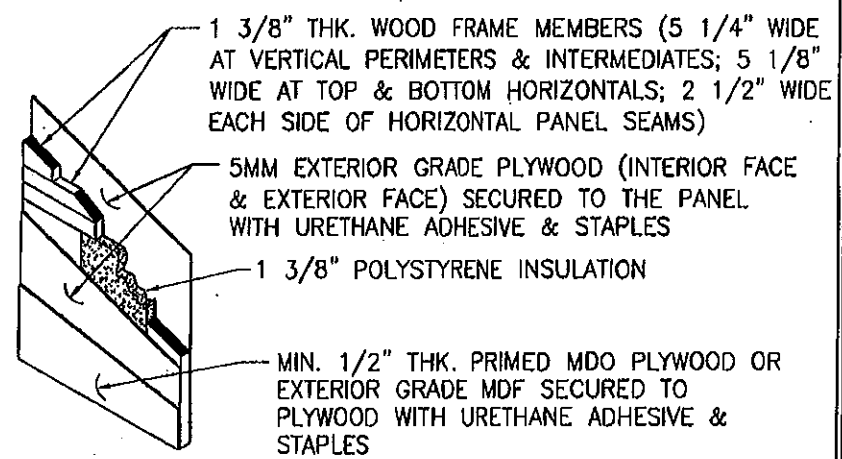 1 3/8" THK. WOOD FRAME MEMBERS (5 1/4" WIDE
AT VERTICAL PERIMETERS & INTERMEDIATES; 5 1/8"
WIDE AT TOP & BOTTOM HORIZONTALS; 2 1/2" WIDE
EACH SIDE OF HORIZONTAL PANEL SEAMS)
5MM EXTERIOR GRADE PLYWOOD (INTERIOR FACE
& EXTERIOR FACE) SECURED TO THE PANEL
WITH URETHANE ADHESIVE & STAPLES
1 3/8" POLYSTYRENE INSULATION
MIN. 1/2" THK. PRIMED MDO PLYWOOD OR
EXTERIOR GRADE MDF SECURED TO
PLYWOOD WITH URETHANE ADHESIVE &
STAPLES